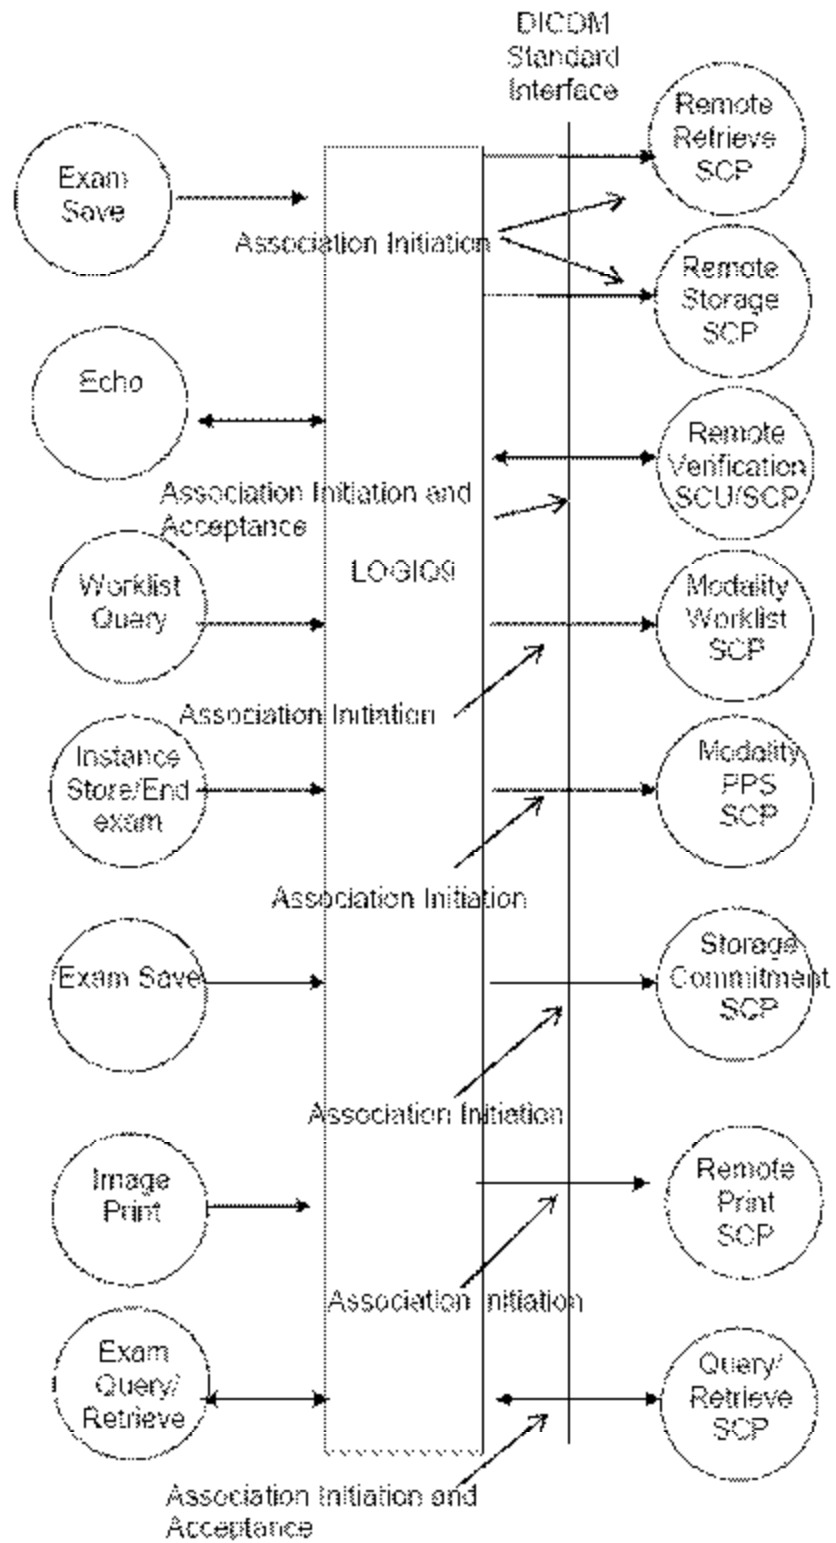 DICOM
Standard
Interface
Remote
Retrieve
SCP
Exam
Save
Association Initiation
Remote
Storage
SCP
Echo
Remote
Verification
SCU/SCP
Association Initiation and
Acceptance
LOGIQ9
Worklist
Query
Modality
Worklist
SCP
Association Initiation
Instance
Store/End
exam
Modality
PPS
SCP
Association Initiation
Exam Save
Storage
Commitment
SCP
Association Initiation
Image
Print
Remote
Print
SCP
Association Initiation
Exam
Query/
Retrieve
Query/
Retrieve
SCP
Association Initiation and
Acceptance